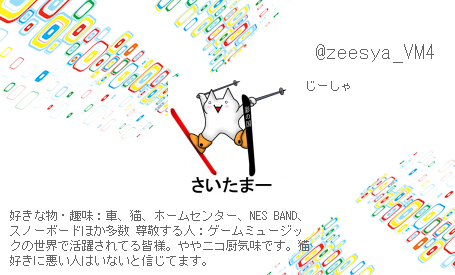 @zeesya_VM4
じーしゃ
さいたまー
好きな物・趣味：車、猫、ホームセンター、NES BAND、
スノーボードほか多数 尊敬する人：ゲームミュージッ
クの世界で活躍されてる皆様。ややニコ厨気味です。猫
好きに悪い人はいないと信じてます。